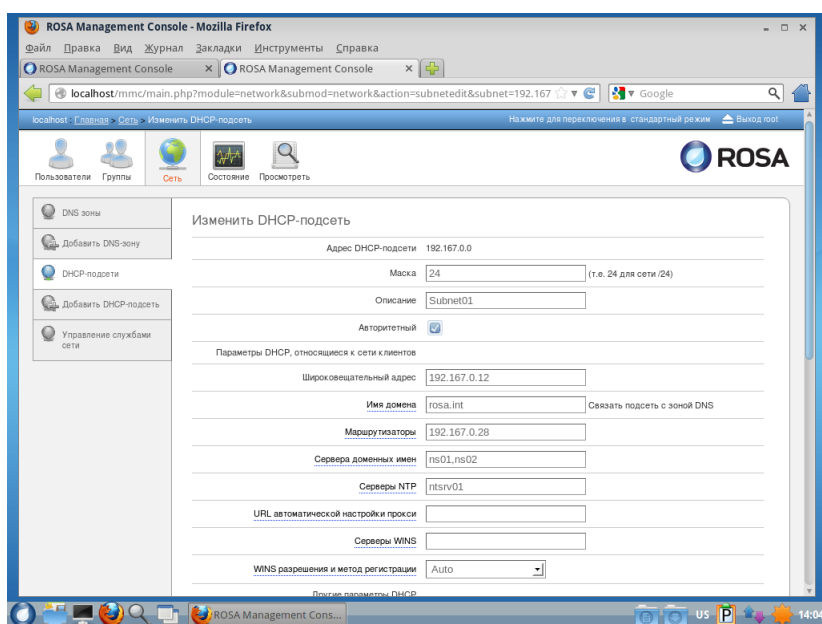 ROSA Management Console - Mozilla Firefox
Файл Правка Вид Журнал Закладки Инструменты Справка
ROSA Management Console ROSA Management Console
localhost/mmc/main.php?module=network&submod=network&action=subnetedit&subnet=192.167 Google
localhost : Главная > Сеть > Изменить DHCP-подсеть Нажмите для переключения в стандартный режим Выход root
Пользователи Группы Сеть Состояние Просмотреть
ROSA
DNS зоны
Добавить DNS-зону
DHCP-подсети
Добавить DHCP-подсеть
Управление службами
сети
Изменить DHCP-подсеть
Адрес DHCP-подсети 192.167.0.0
Маска 24 (т.е. 24 для сети /24)
Описание Subnet01
Авторитетный
Параметры DHCP, относящиеся к сети клиентов
Широковещательный адрес 192.167.0.12
Имя домена rosa.int Связать подсеть с зоной DNS
Маршрутизаторы 192.167.0.28
Сервера доменных имен ns01,ns02
Серверы NTP ntsrv01
URL автоматической настройки прокси
Серверы WINS
WINS разрешения и метод регистрации Auto
Другие параметры DHCP
ROSA Management Cons...
US P 14:04